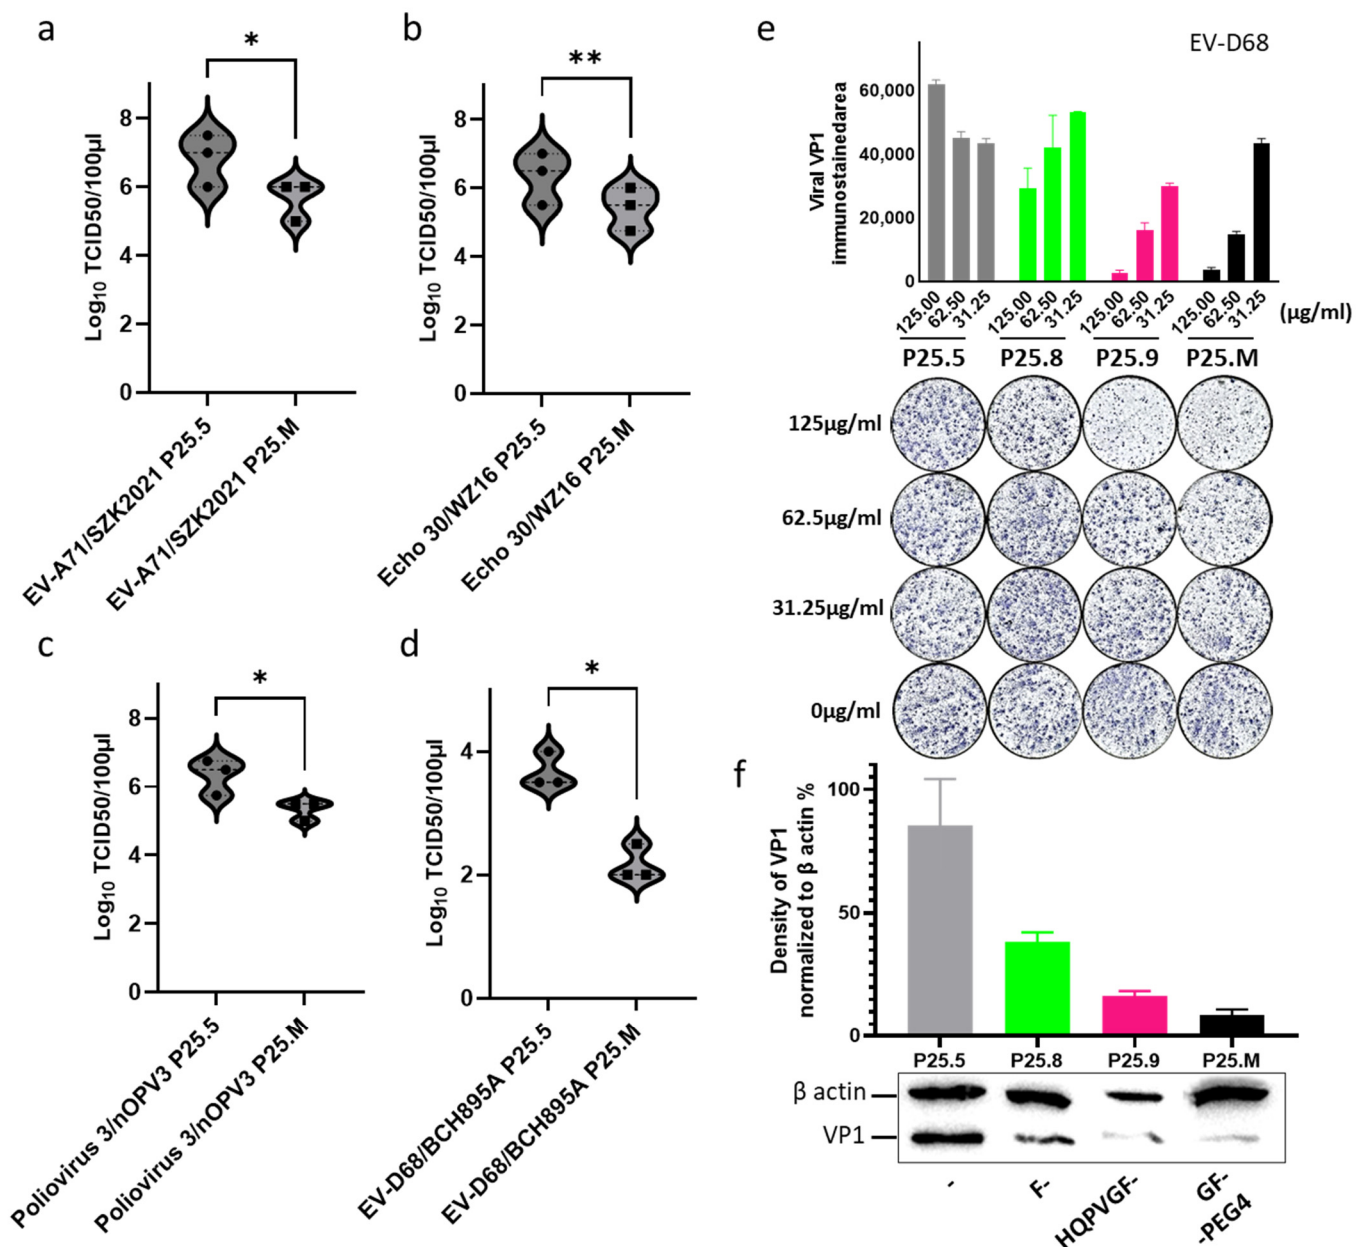 a
*
Log10 TCID50/100µl
8
6
4
2
0
EV-A71/SZK2021 P25.5
EV-A71/SZK2021 P25.M
b
**
Log10 TCID50/100µl
8
6
4
2
0
Echo 30/WZ16 P25.5
Echo 30/WZ16 P25.M
c
*
Log10 TCID50/100µl
8
6
4
2
0
Poliovirus 3/nOPV3 P25.5
Poliovirus 3/nOPV3 P25.M
d
*
Log10 TCID50/100µl
4
2
0
EV-D68/BCH895A P25.5
EV-D68/BCH895A P25.M
e
EV-D68
Viral VP1
immunostainedarea
60,000
40,000
20,000
0
125.00 62.50 31.25 125.00 62.50 31.25 125.00 62.50 31.25 125.00 62.50 31.25 (µg/ml)
P25.5 P25.8 P25.9 P25.M
125µg/ml
62.5µg/ml
31.25µg/ml
0µg/ml
f
Density of VP1
normalized to β actin %
100
50
0
P25.5 P25.8 P25.9 P25.M
β actin
VP1
- F- HQPVGF- GF-
-PEG4